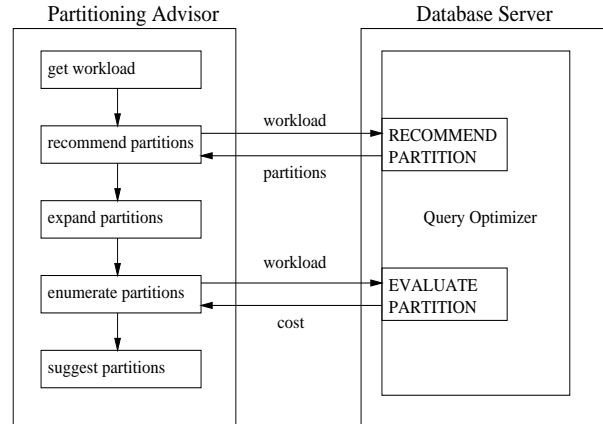 Partitioning Advisor
Database Server
get workload
recommend partitions
workload
RECOMMEND
PARTITION
partitions
expand partitions
Query Optimizer
enumerate partitions
workload
EVALUATE
PARTITION
cost
suggest partitions